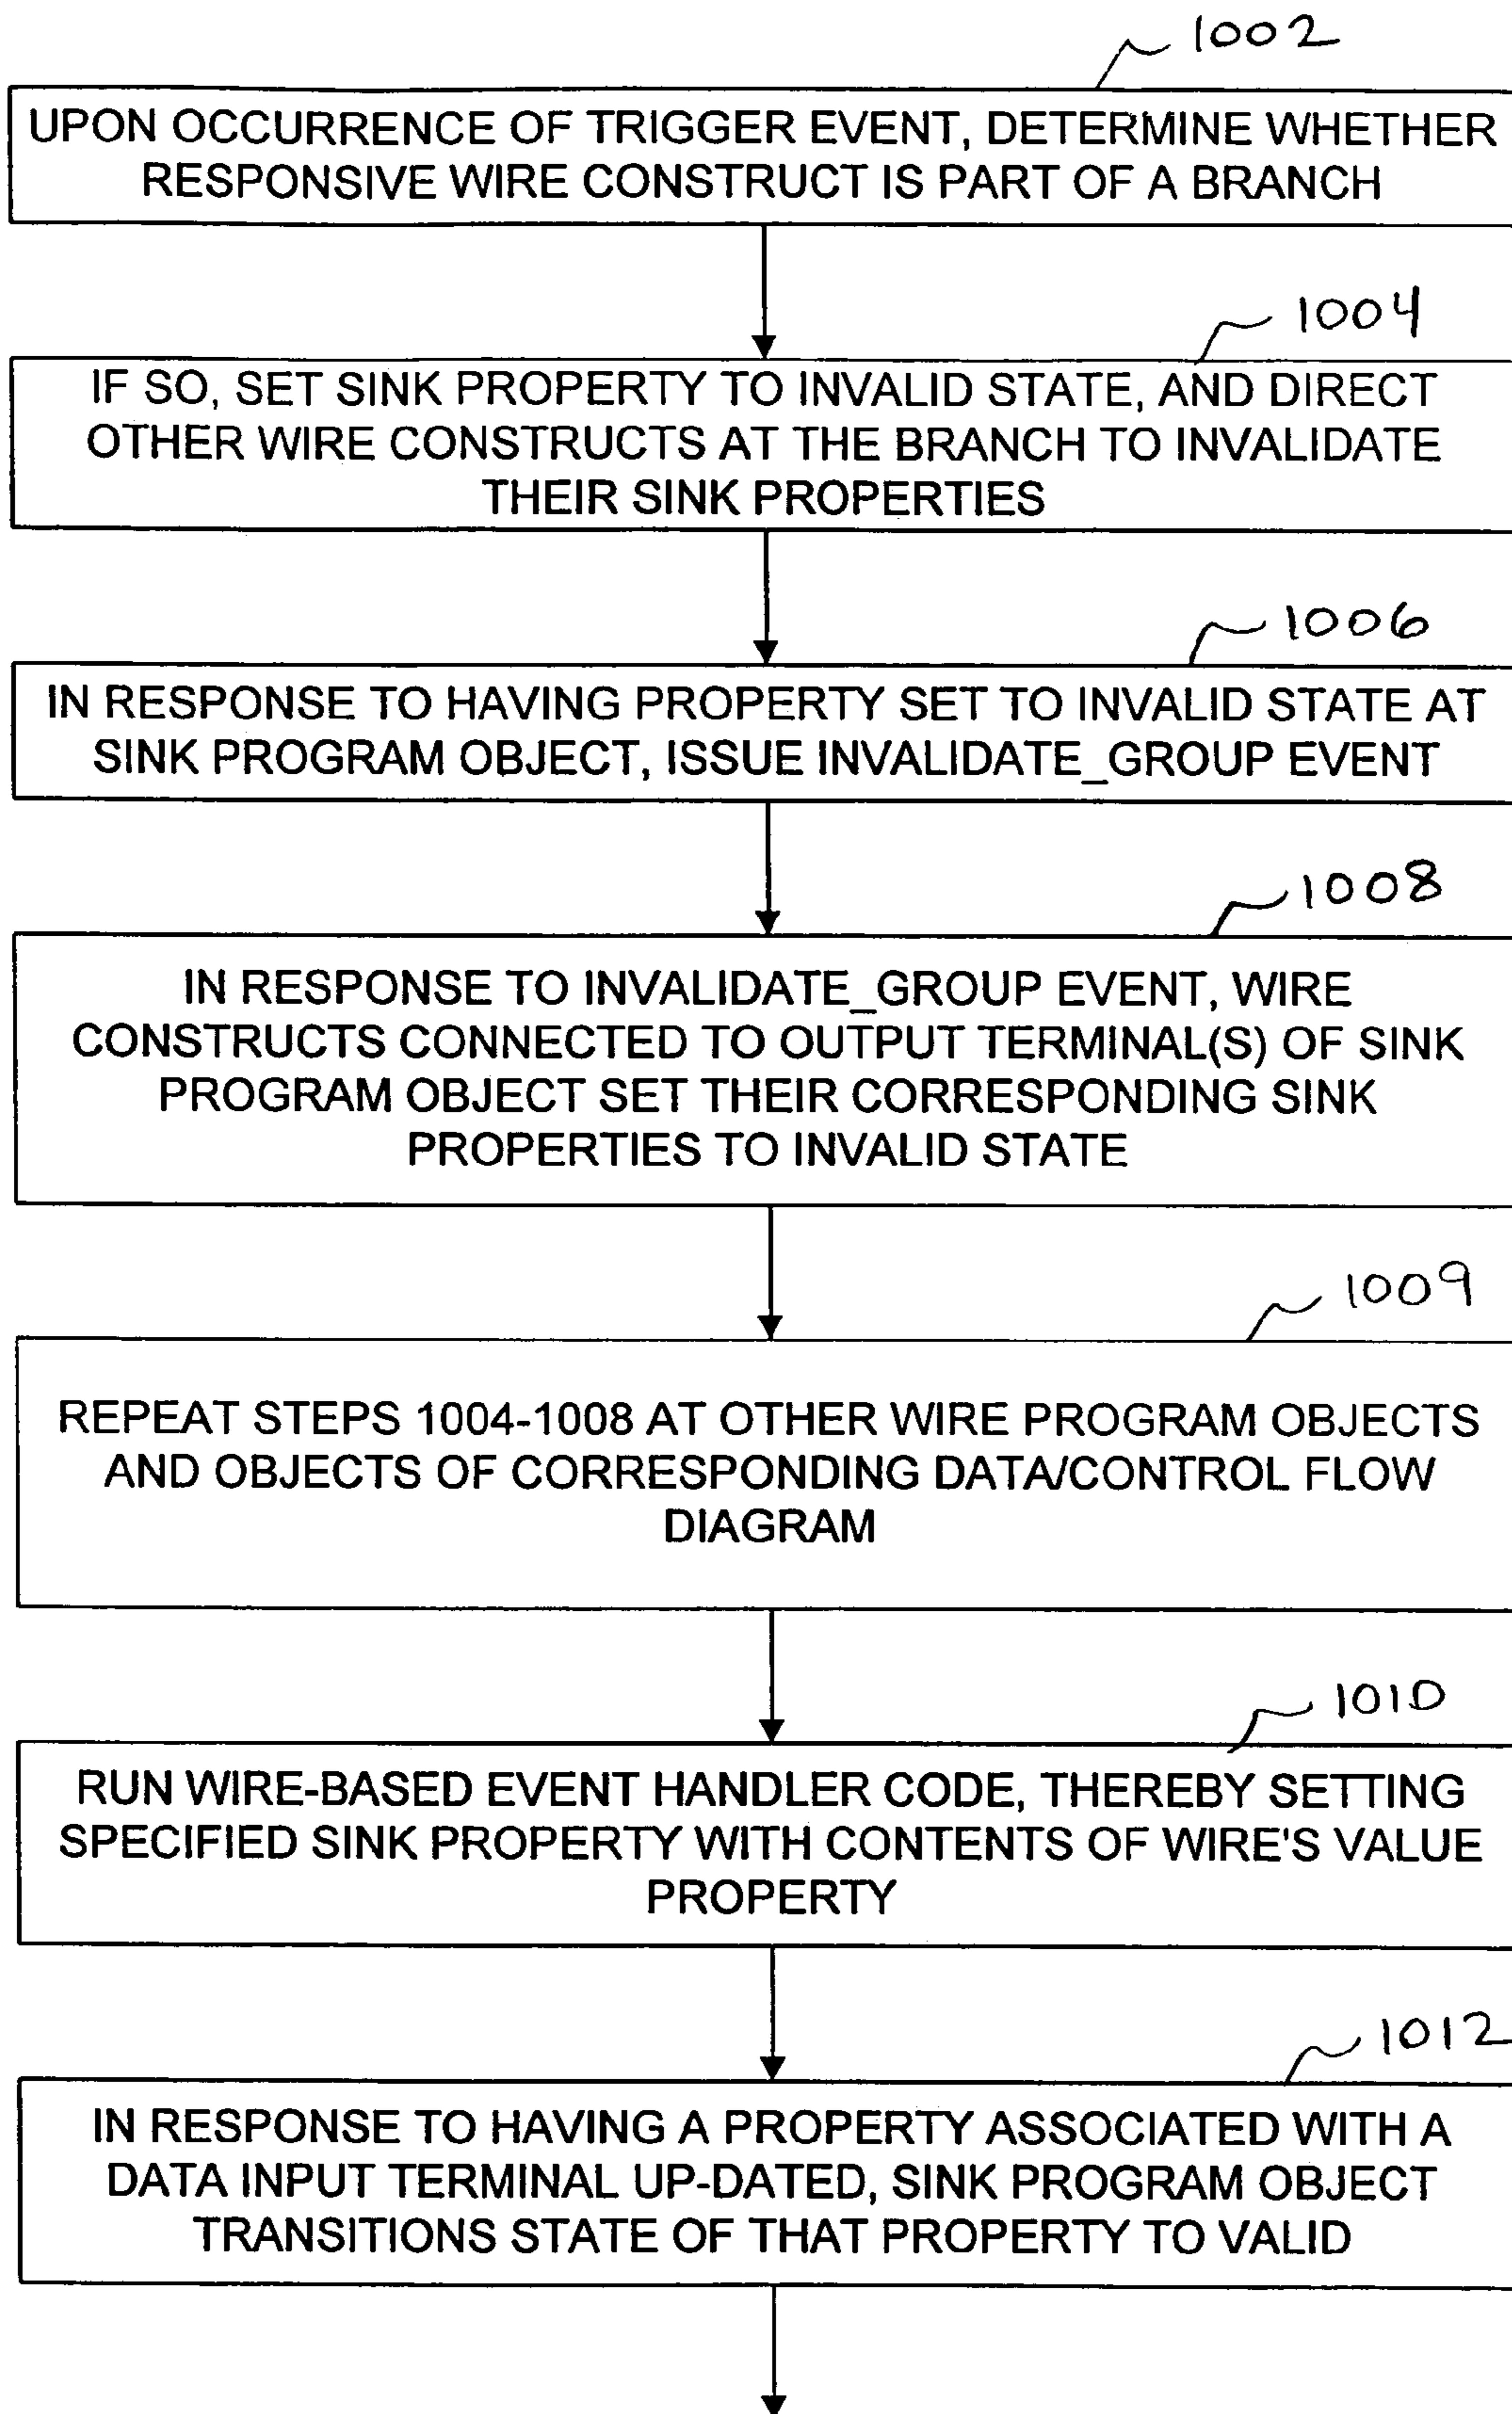 1002
UPON OCCURRENCE OF TRIGGER EVENT, DETERMINE WHETHER
RESPONSIVE WIRE CONSTRUCT IS PART OF A BRANCH
1004
IF SO, SET SINK PROPERTY TO INVALID STATE, AND DIRECT
OTHER WIRE CONSTRUCTS AT THE BRANCH TO INVALIDATE
THEIR SINK PROPERTIES
1006
IN RESPONSE TO HAVING PROPERTY SET TO INVALID STATE AT
SINK PROGRAM OBJECT, ISSUE INVALIDATE_GROUP EVENT
1008
IN RESPONSE TO INVALIDATE_GROUP EVENT, WIRE
CONSTRUCTS CONNECTED TO OUTPUT TERMINAL(S) OF SINK
PROGRAM OBJECT SET THEIR CORRESPONDING SINK
PROPERTIES TO INVALID STATE
1009
REPEAT STEPS 1004-1008 AT OTHER WIRE PROGRAM OBJECTS
AND OBJECTS OF CORRESPONDING DATA/CONTROL FLOW
DIAGRAM
1010
RUN WIRE-BASED EVENT HANDLER CODE, THEREBY SETTING
SPECIFIED SINK PROPERTY WITH CONTENTS OF WIRE'S VALUE
PROPERTY
1012
IN RESPONSE TO HAVING A PROPERTY ASSOCIATED WITH A
DATA INPUT TERMINAL UP-DATED, SINK PROGRAM OBJECT
TRANSITIONS STATE OF THAT PROPERTY TO VALID